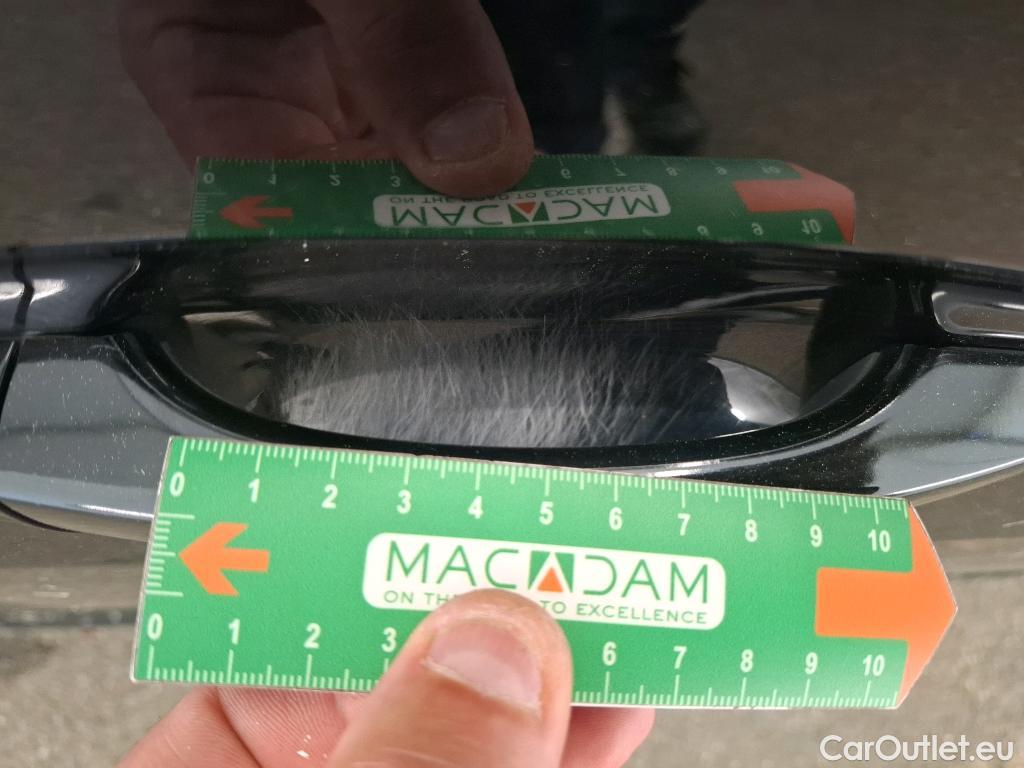 0 1 2 3 4 5 6 7 8 9 10
MACADAM
ON THE TO EXCELLENCE
0 1 2 3 6 7 8 9 10
CarOutlet.eu